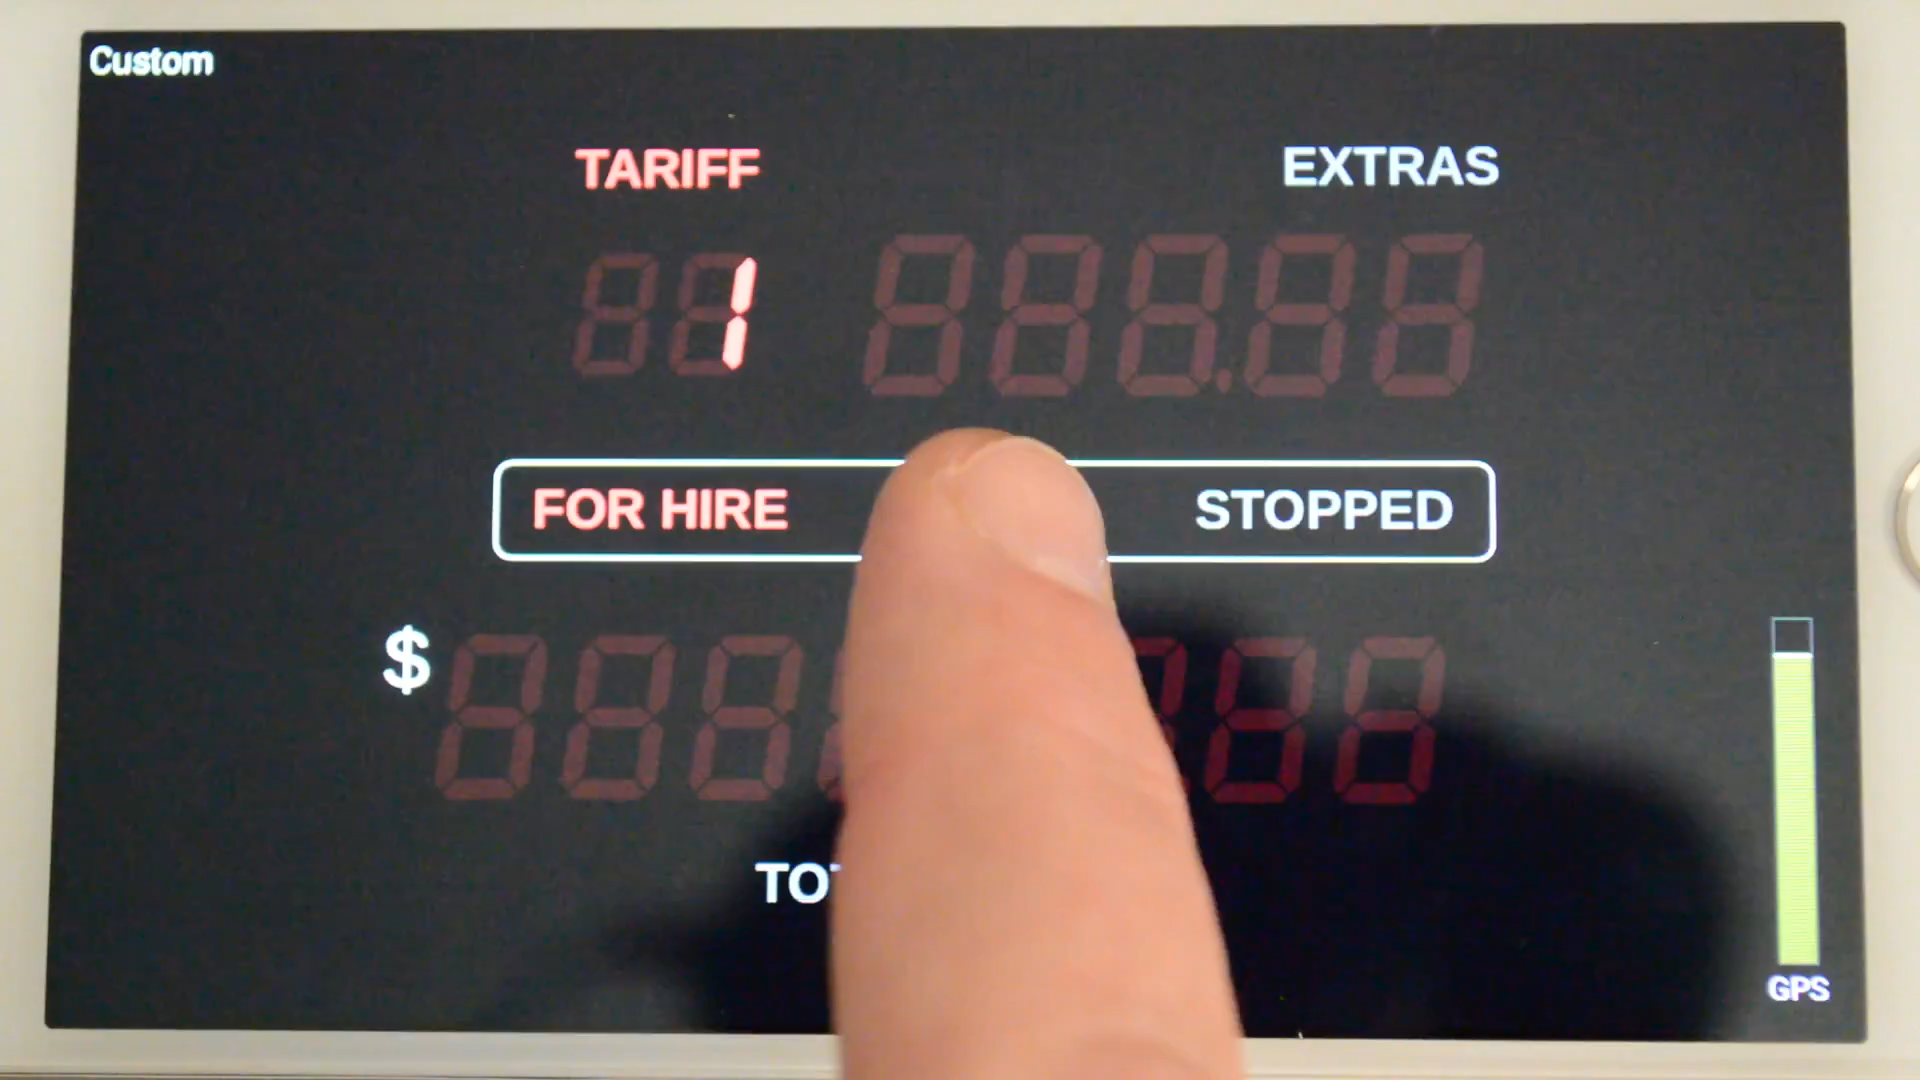 Custom
TARIFF EXTRAS
1
FOR HIRE STOPPED
$
GPS